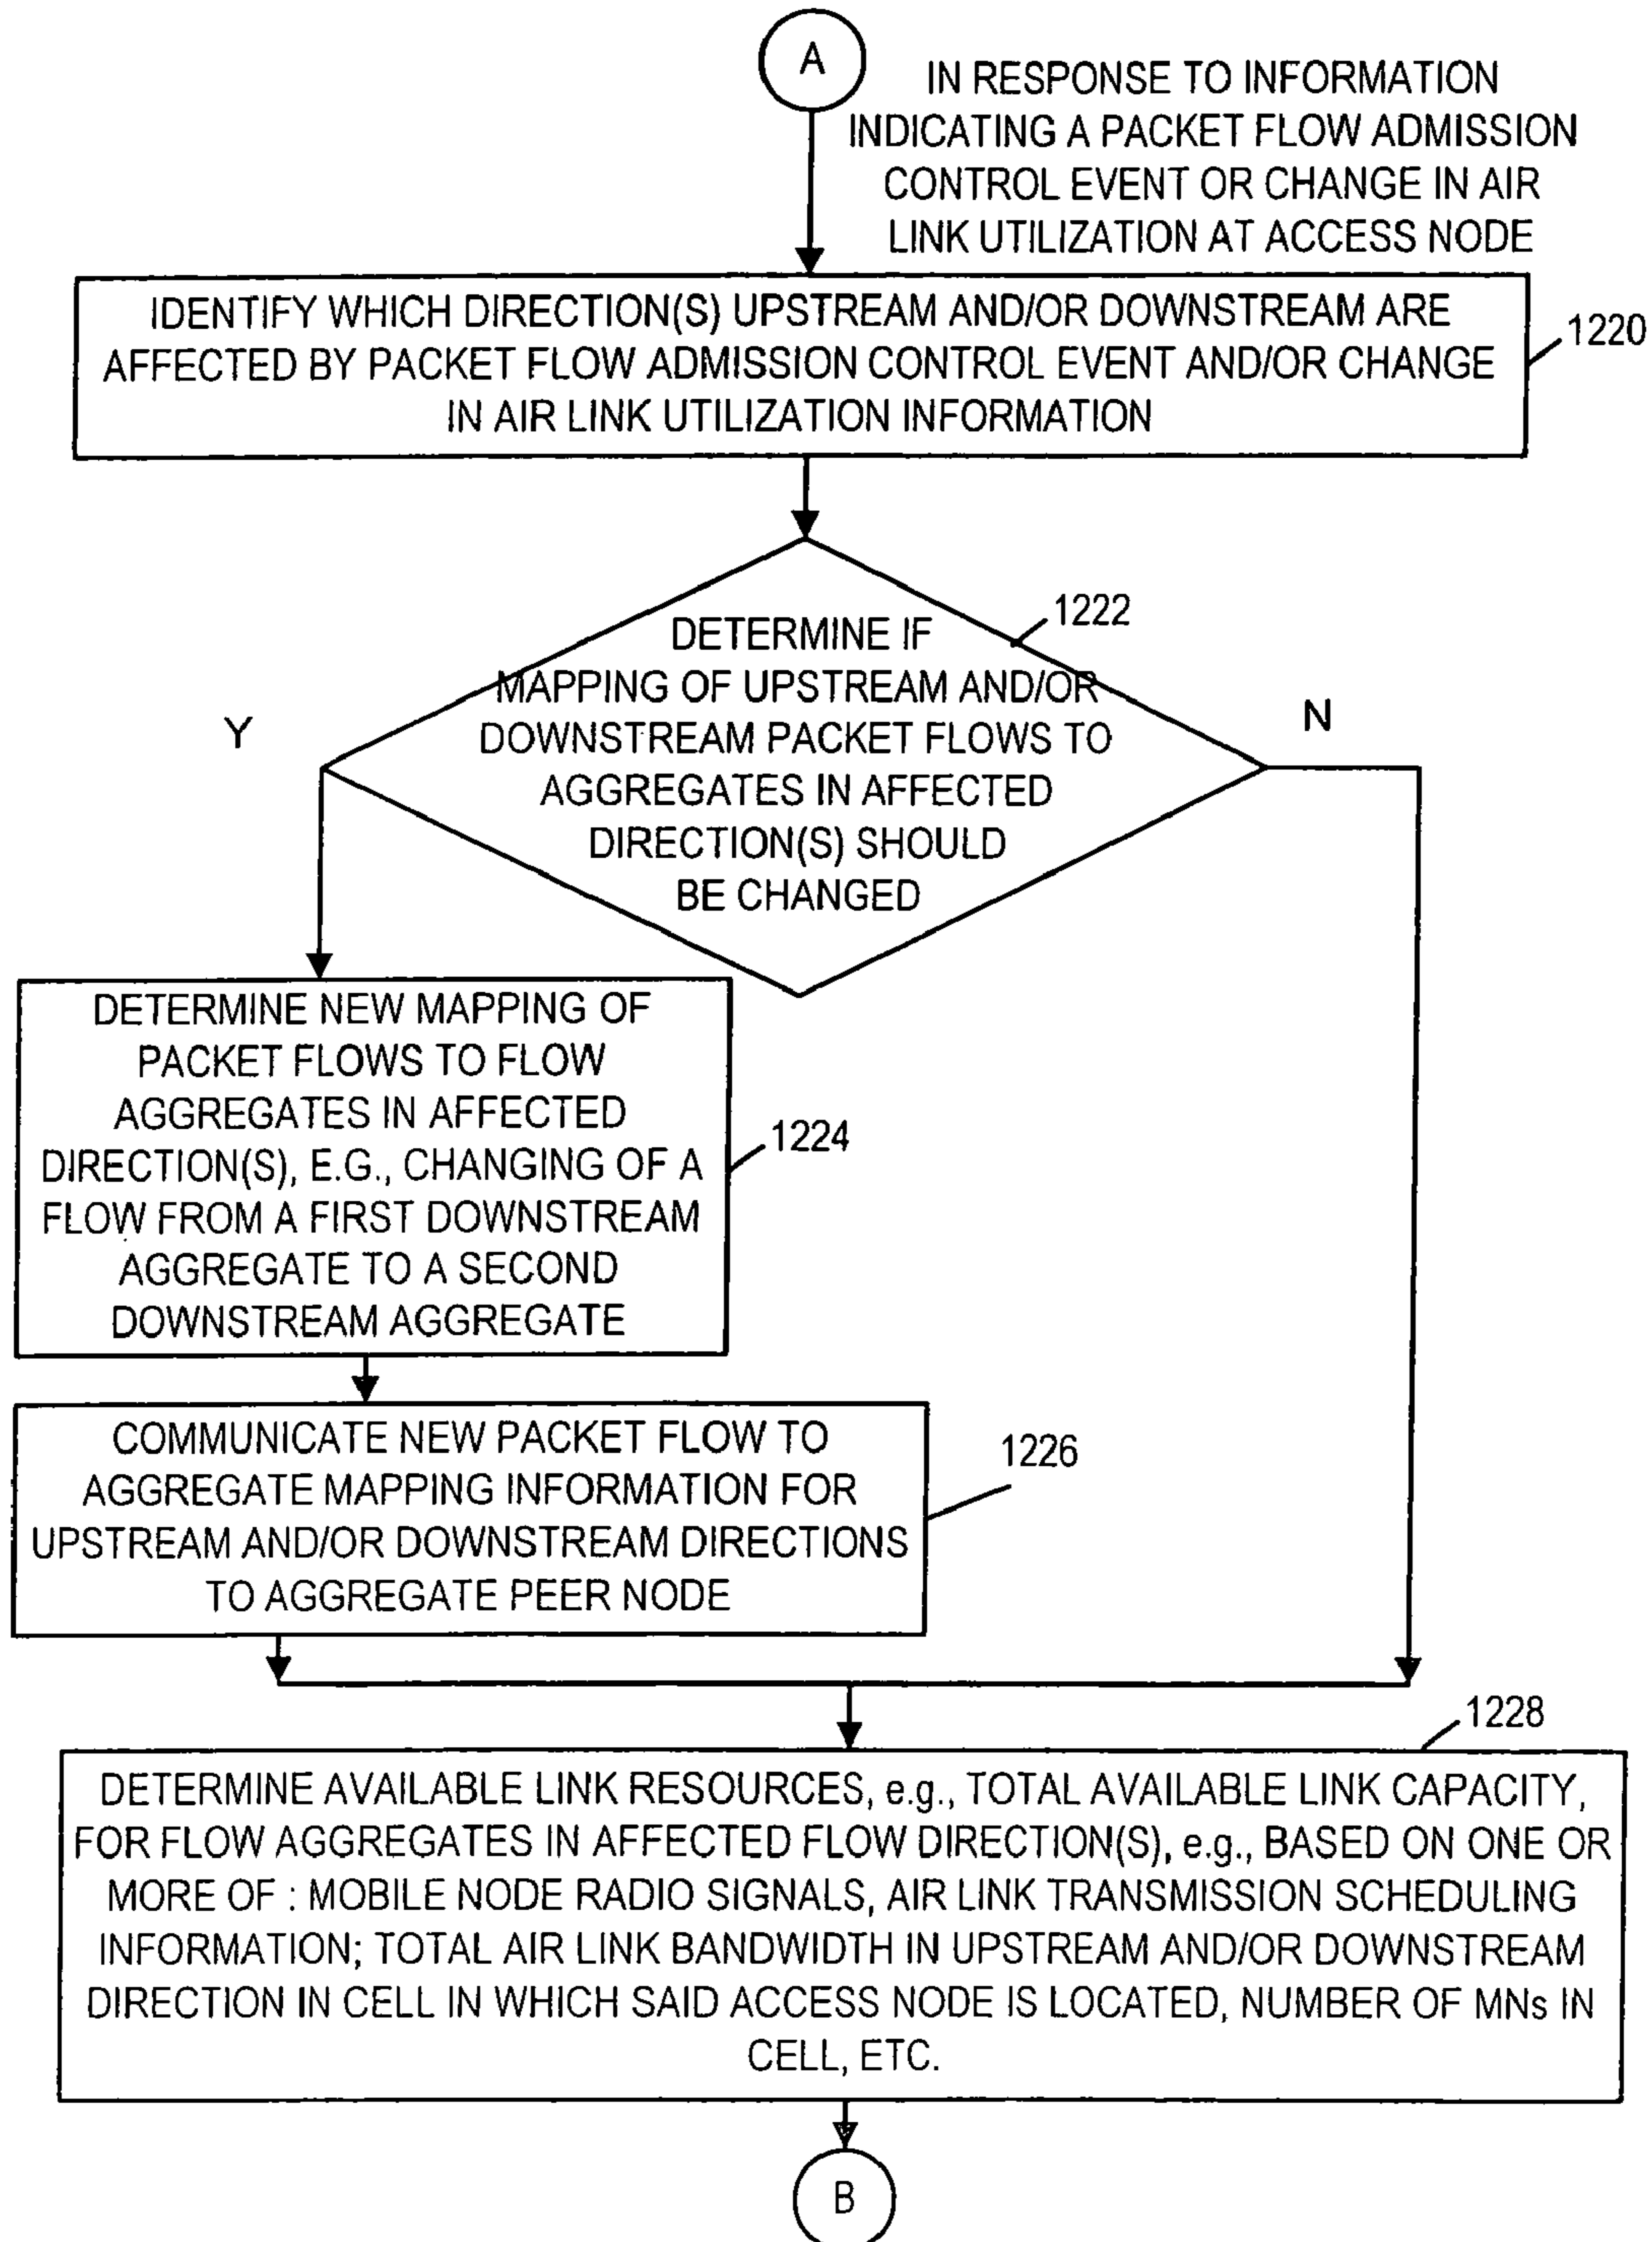 A
IN RESPONSE TO INFORMATION
INDICATING A PACKET FLOW ADMISSION
CONTROL EVENT OR CHANGE IN AIR
LINK UTILIZATION AT ACCESS NODE
IDENTIFY WHICH DIRECTION(S) UPSTREAM AND/OR DOWNSTREAM ARE
AFFECTED BY PACKET FLOW ADMISSION CONTROL EVENT AND/OR CHANGE
IN AIR LINK UTILIZATION INFORMATION
1220
1222
DETERMINE IF
MAPPING OF UPSTREAM AND/OR
DOWNSTREAM PACKET FLOWS TO
AGGREGATES IN AFFECTED
DIRECTION(S) SHOULD
BE CHANGED
Y
N
DETERMINE NEW MAPPING OF
PACKET FLOWS TO FLOW
AGGREGATES IN AFFECTED
DIRECTION(S), E.G., CHANGING OF A
FLOW FROM A FIRST DOWNSTREAM
AGGREGATE TO A SECOND
DOWNSTREAM AGGREGATE
1224
COMMUNICATE NEW PACKET FLOW TO
AGGREGATE MAPPING INFORMATION FOR
UPSTREAM AND/OR DOWNSTREAM DIRECTIONS
TO AGGREGATE PEER NODE
1226
1228
DETERMINE AVAILABLE LINK RESOURCES, e.g., TOTAL AVAILABLE LINK CAPACITY,
FOR FLOW AGGREGATES IN AFFECTED FLOW DIRECTION(S), e.g., BASED ON ONE OR
MORE OF : MOBILE NODE RADIO SIGNALS, AIR LINK TRANSMISSION SCHEDULING
INFORMATION; TOTAL AIR LINK BANDWIDTH IN UPSTREAM AND/OR DOWNSTREAM
DIRECTION IN CELL IN WHICH SAID ACCESS NODE IS LOCATED, NUMBER OF MNs IN
CELL, ETC.
B